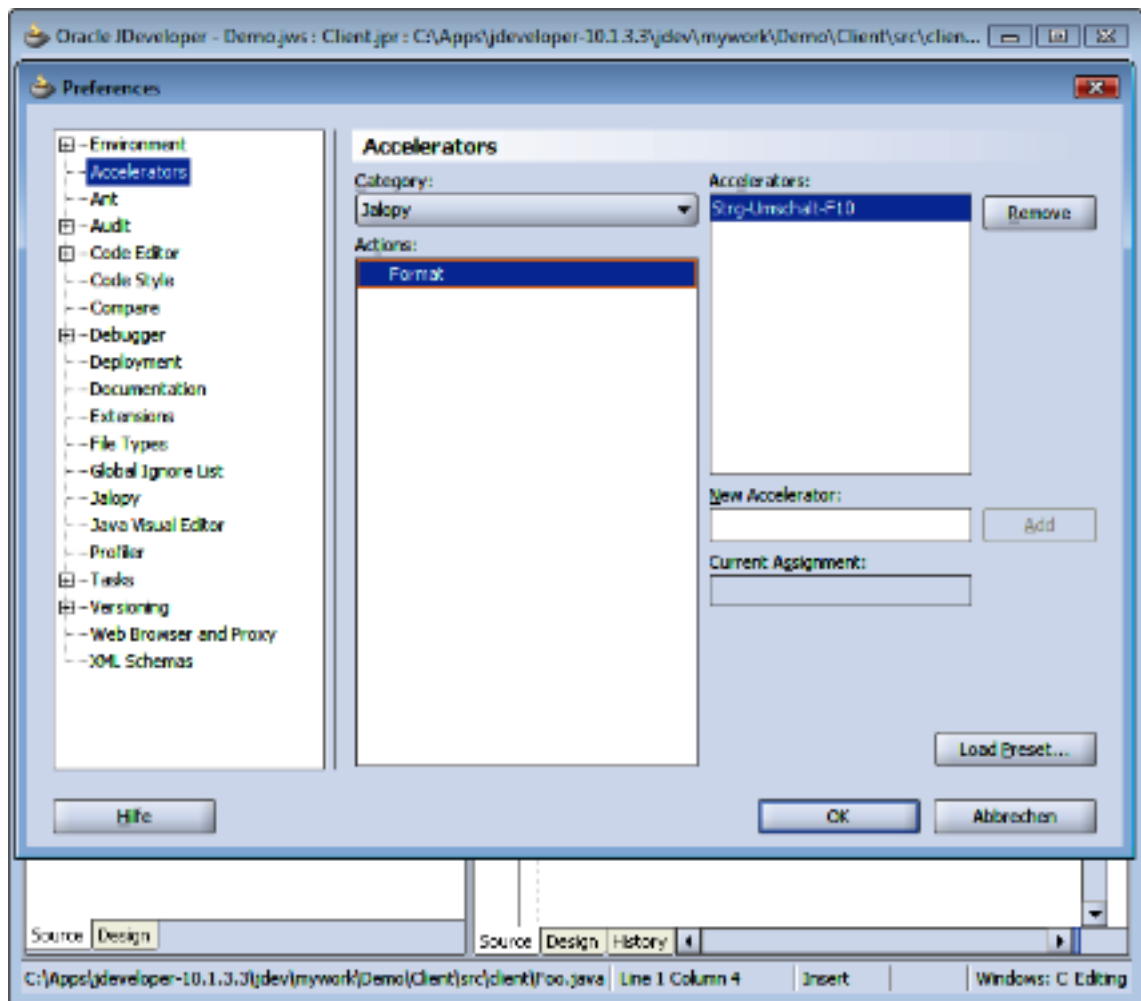 Oracle JDeveloper - Demo.jws : Client.jpr : C:\Apps\jdeveloper-10.1.3.3\jdev\mywork\Demo\Client\src\clien...
Preferences
Environment
Accelerators
Ant
Audit
Code Editor
Code Style
Compare
Debugger
Deployment
Documentation
Extensions
File Types
Global Ignore List
Jalopy
Java Visual Editor
Profiler
Tasks
Versioning
Web Browser and Proxy
XML Schemas
Accelerators
Category:
Jalopy
Actions:
Format
Accelerators:
Strg-Umschalt-F10
Remove
New Accelerator:
Add
Current Assignment:
Load Preset...
Hilfe
OK
Abbrechen
Source Design
Source Design History
C:\Apps\jdeveloper-10.1.3.3\jdev\mywork\Demo\Client\src\client\Foo.java Line 1 Column 4 Insert Windows: C Editing